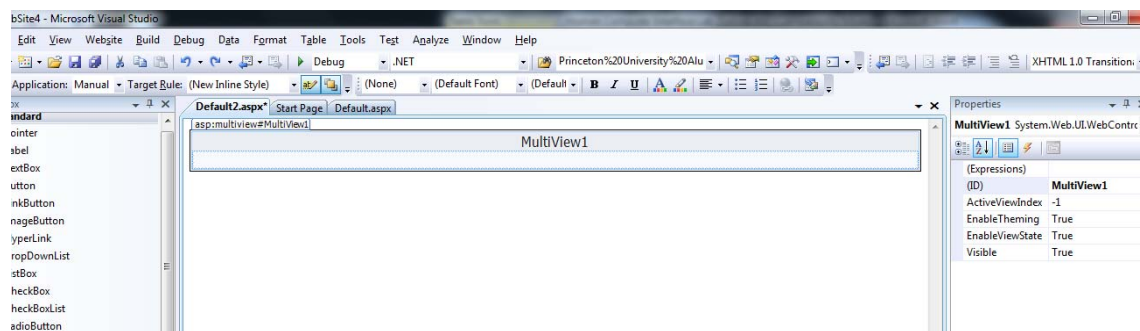 bSite4 - Microsoft Visual Studio
Edit View Website Build Debug Data Format Table Tools Test Analyze Window Help
Debug .NET Princeton%20University%20Alu
Application: Manual Target Rule: (New Inline Style) (None) (Default Font) (Default B I U A XHTML 1.0 Transition
Default2.aspx* Start Page Default.aspx
asp:multiview#MultiView1
MultiView1
ox
andard
ointer
abel
extBox
utton
nkButton
mageButton
yperLink
ropDownList
stBox
heckBox
heckBoxList
adioButton
Properties
MultiView1 System.Web.UI.WebContro
(Expressions)
(ID) MultiView1
ActiveViewIndex -1
EnableTheming True
EnableViewState True
Visible True